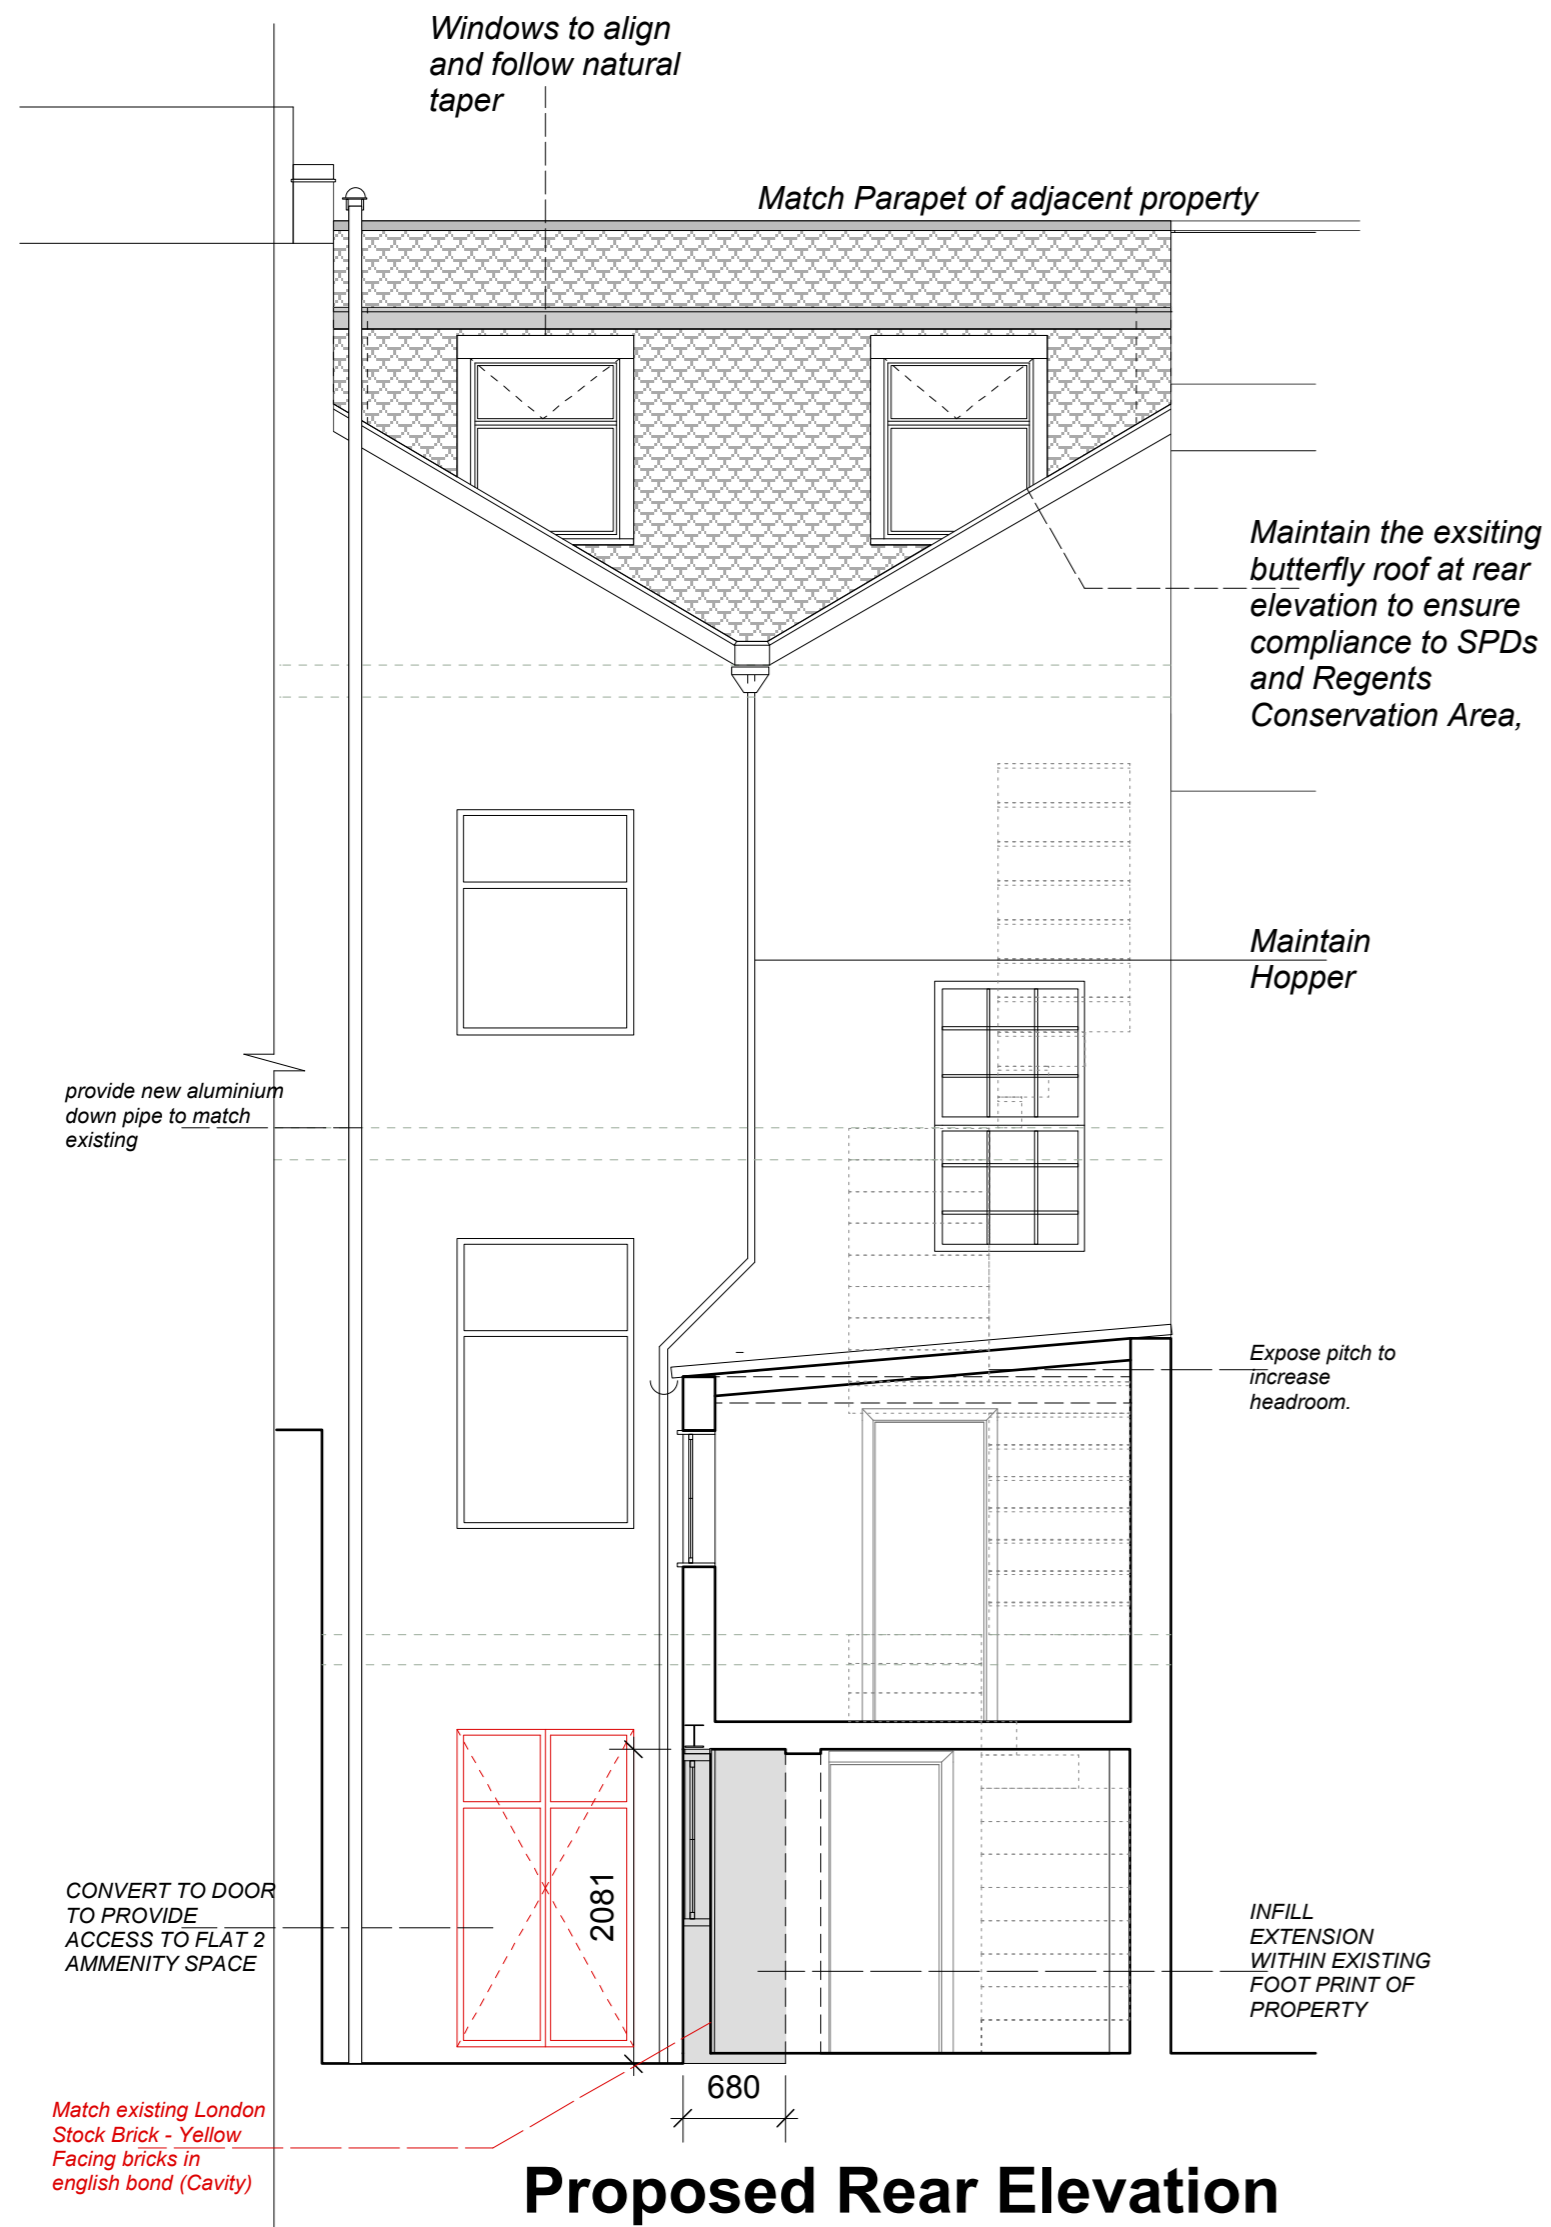 Windows to align
and follow natural
taper
Match Parapet of adjacent property
Maintain the exsiting
butterfly roof at rear
elevation to ensure
compliance to SPDs
and Regents
Conservation Area,
Maintain
Hopper
provide new aluminium
down pipe to match
existing
Expose pitch to
increase
headroom.
CONVERT TO DOOR
TO PROVIDE
ACCESS TO FLAT 2
AMMENITY SPACE
2081
INFILL
EXTENSION
WITHIN EXISTING
FOOT PRINT OF
PROPERTY
680
Match existing London
Stock Brick - Yellow
Facing bricks in
english bond (Cavity)
Proposed Rear Elevation